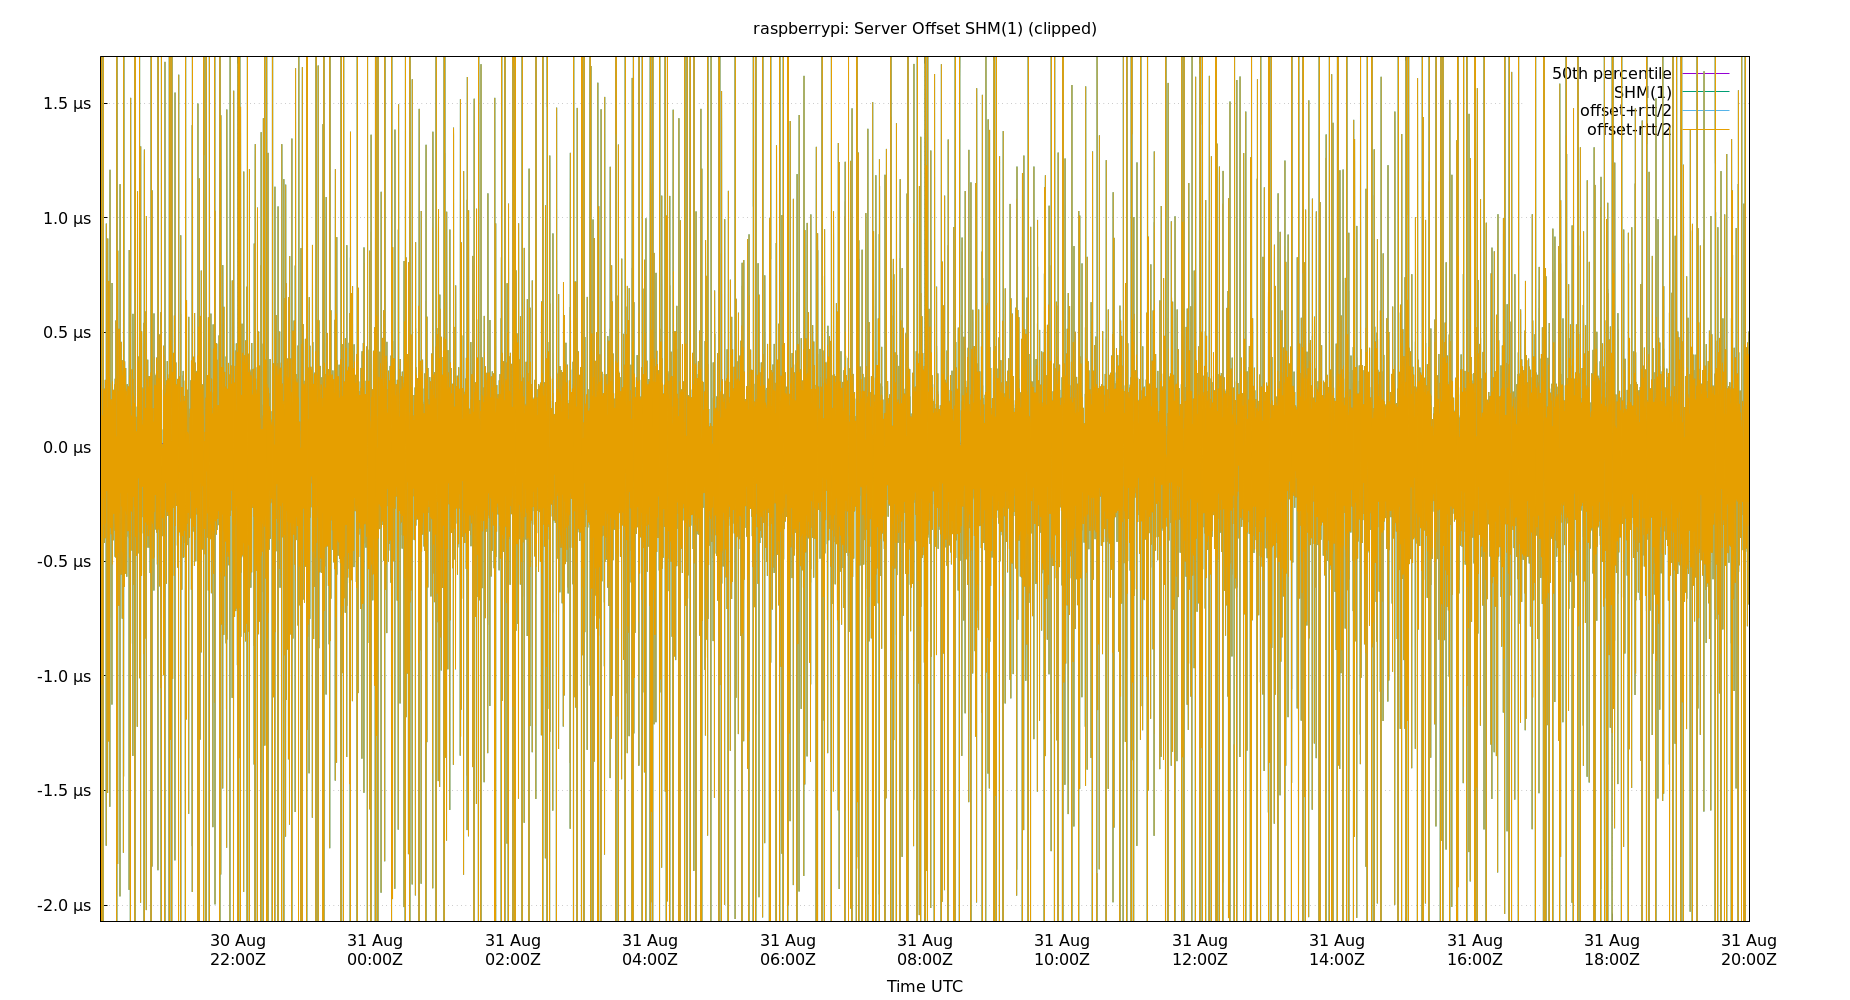 raspberrypi: Server Offset SHM(1) (clipped)
50th percentile
SHM(1)
offset+rtt/2
offset-rtt/2
1.5 µs
1.0 µs
0.5 µs
0.0 µs
-0.5 µs
-1.0 µs
-1.5 µs
-2.0 µs
30 Aug 31 Aug 31 Aug 31 Aug 31 Aug 31 Aug 31 Aug 31 Aug 31 Aug 31 Aug 31 Aug 31 Aug
22:00Z 00:00Z 02:00Z 04:00Z 06:00Z 08:00Z 10:00Z 12:00Z 14:00Z 16:00Z 18:00Z 20:00Z
Time UTC